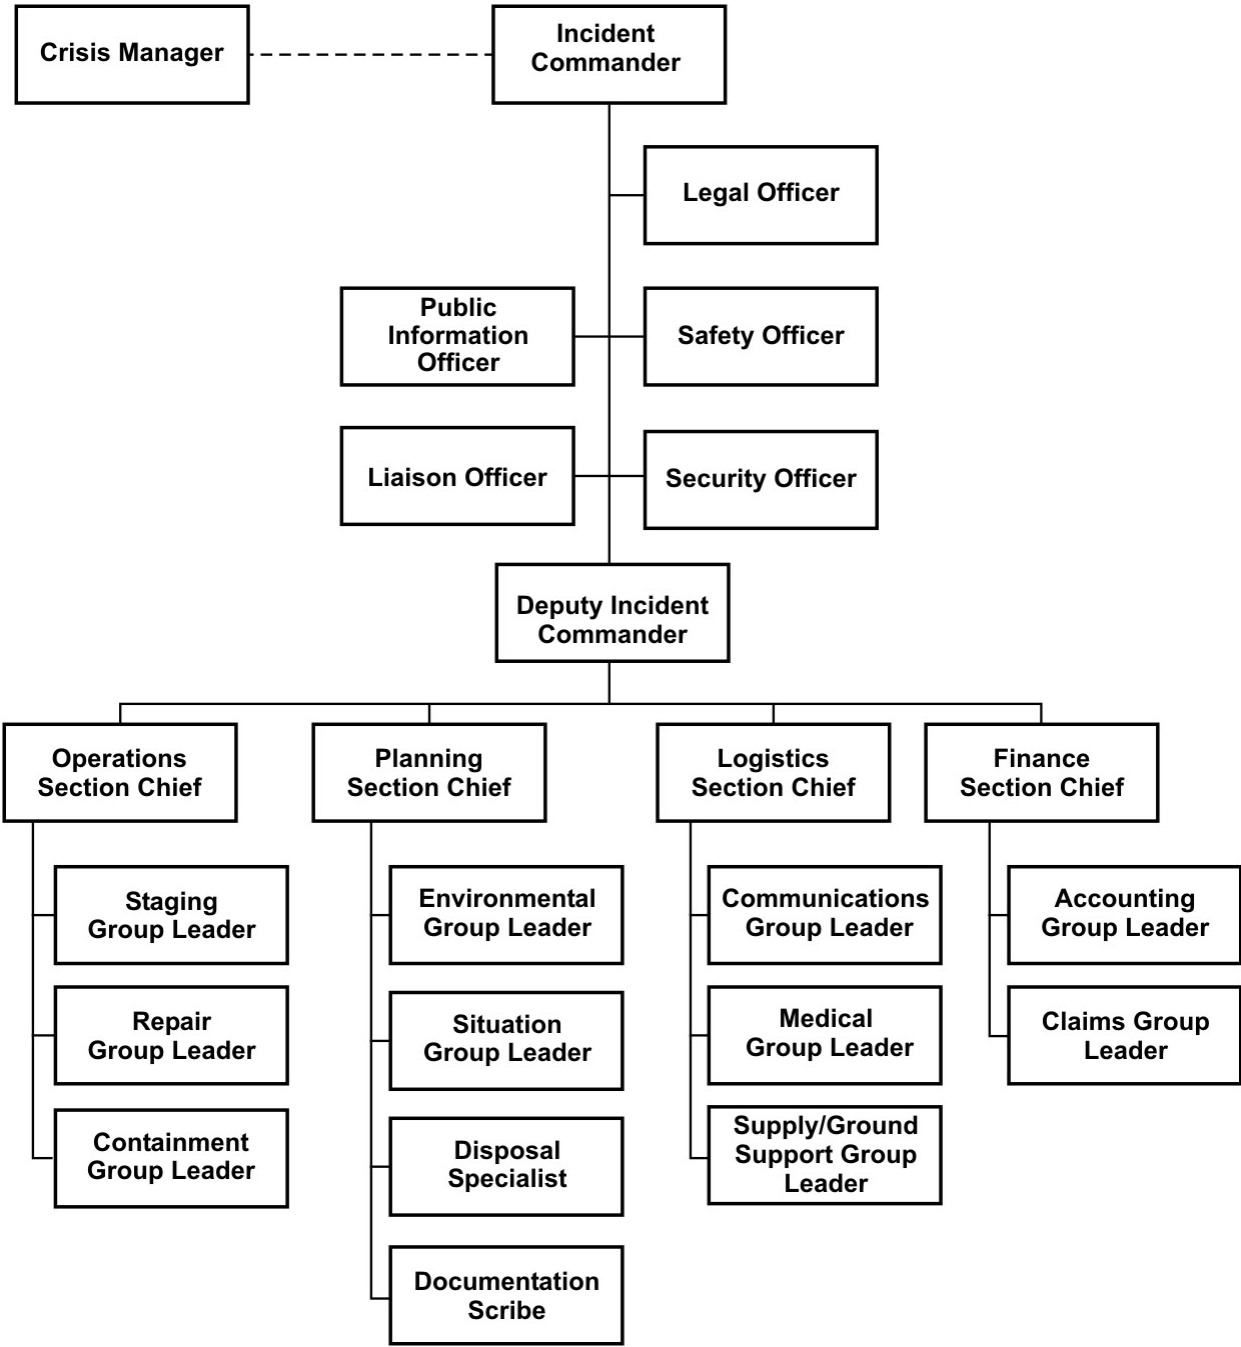 Crisis Manager
Incident
Commander
Legal Officer
Public
Information
Officer
Safety Officer
Liaison Officer
Security Officer
Deputy Incident
Commander
Operations
Section Chief
Planning
Section Chief
Logistics
Section Chief
Finance
Section Chief
Staging
Group Leader
Environmental
Group Leader
Communications
Group Leader
Accounting
Group Leader
Repair
Group Leader
Situation
Group Leader
Medical
Group Leader
Claims Group
Leader
Containment
Group Leader
Disposal
Specialist
Supply/Ground
Support Group
Leader
Documentation
Scribe